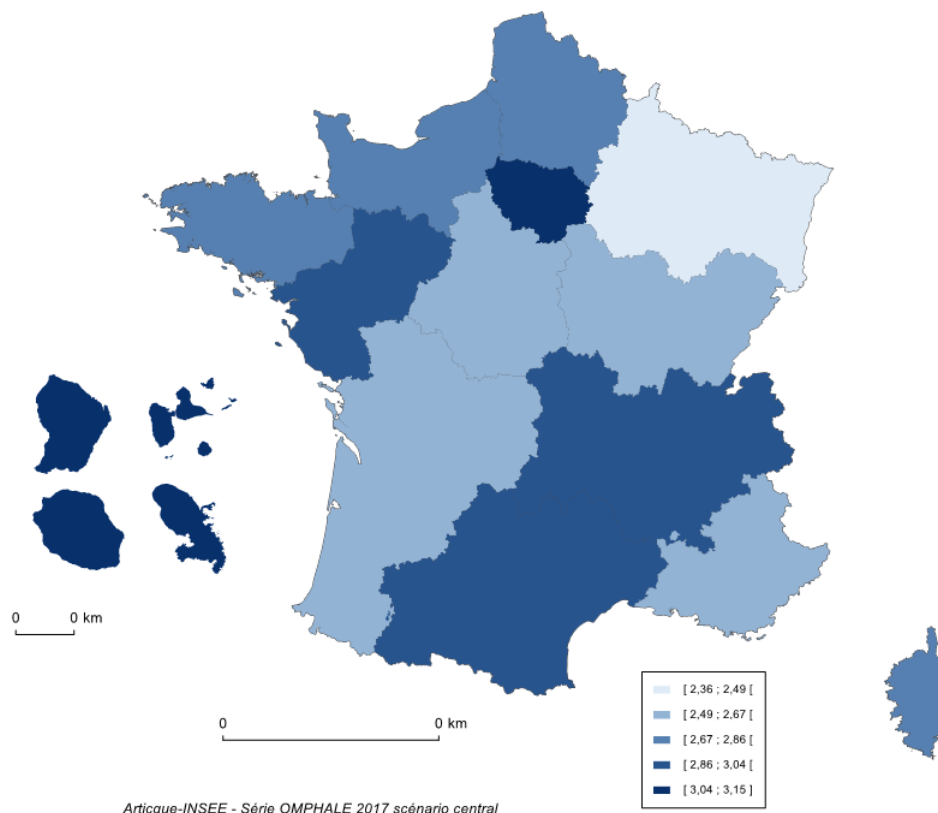 0 0 km
0 0 km
[ 2,36 ; 2,49 [
[ 2,49 ; 2,67 [
[ 2,67 ; 2,86 [
[ 2,86 ; 3,04 [
[ 3,04 ; 3,15 ]
Articque-INSEE - Série OMPHALE 2017 scénario central